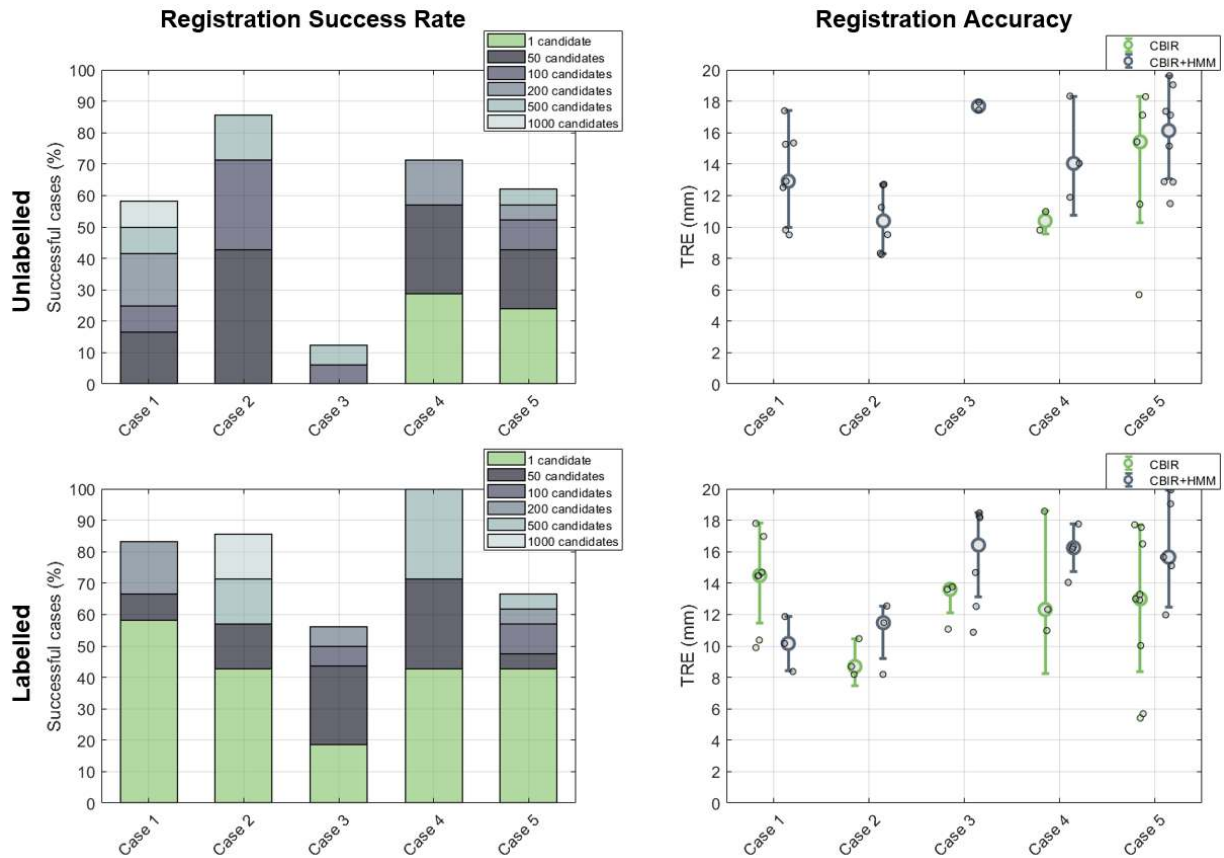 Registration Success Rate
Registration Accuracy
Unlabelled
Successful cases (%)
100
90
80
70
60
50
40
30
20
10
0
1 candidate
50 candidates
100 candidates
200 candidates
500 candidates
1000 candidates
Case 1
Case 2
Case 3
Case 4
Case 5
TRE (mm)
20
18
16
14
12
10
8
6
4
2
0
CBIR
CBIR+HMM
Case 1
Case 2
Case 3
Case 4
Case 5
Labelled
Successful cases (%)
100
90
80
70
60
50
40
30
20
10
0
1 candidate
50 candidates
100 candidates
200 candidates
500 candidates
1000 candidates
Case 1
Case 2
Case 3
Case 4
Case 5
TRE (mm)
20
18
16
14
12
10
8
6
4
2
0
CBIR
CBIR+HMM
Case 1
Case 2
Case 3
Case 4
Case 5